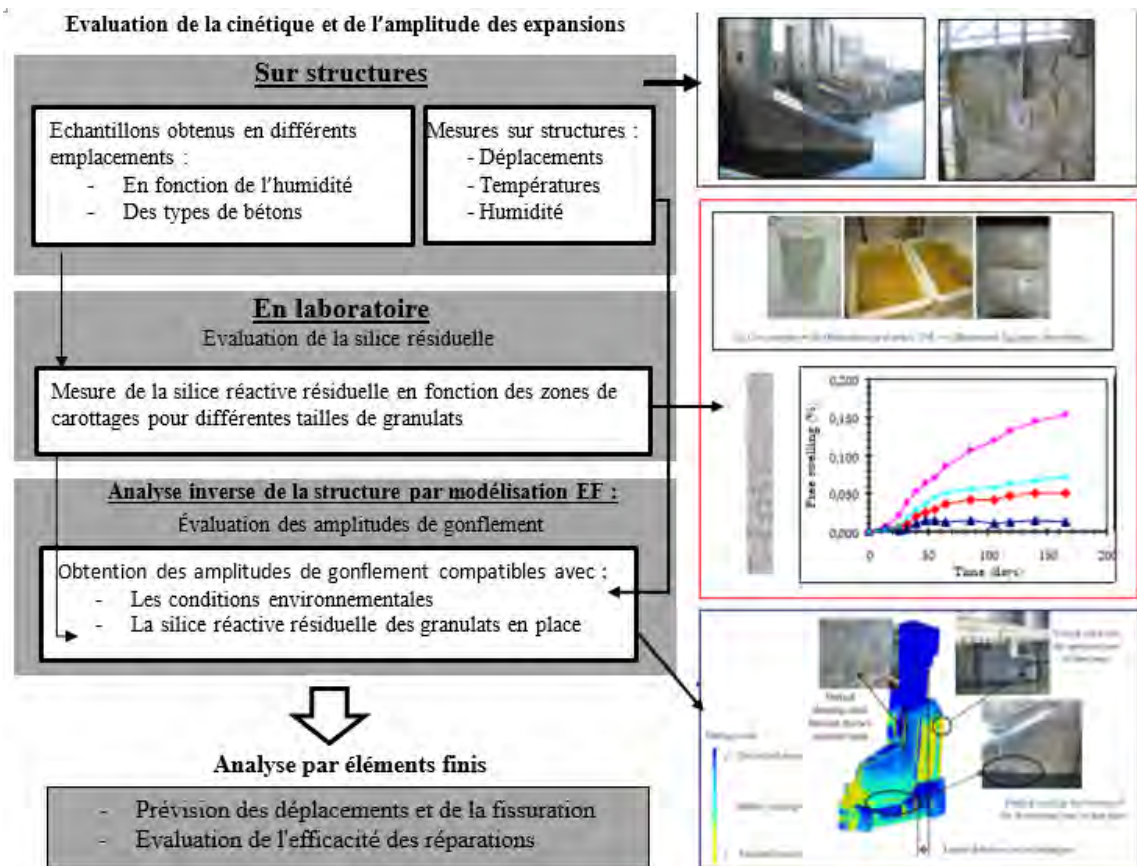 Evaluation de la cinétique et de l'amplitude des expansions
Sur structures
Echantillons obtenus en différents
emplacements :
- En fonction de l'humidité
- Des types de bétons
Mesures sur structures :
- Déplacements
- Températures
- Humidité
En laboratoire
Evaluation de la silice résiduelle
Mesure de la silice réactive résiduelle en fonction des zones de
carottages pour différentes tailles de granulats
Analyse inverse de la structure par modélisation EF :
Évaluation des amplitudes de gonflement
Obtention des amplitudes de gonflement compatibles avec :
- Les conditions environnementales
- La silice réactive résiduelle des granulats en place
Analyse par éléments finis
- Prévision des déplacements et de la fissuration
- Evaluation de l'efficacité des réparations
Free swelling (%)
0,200
0,150
0,100
0,050
0,000
0 50 100 150 200
Time (days)